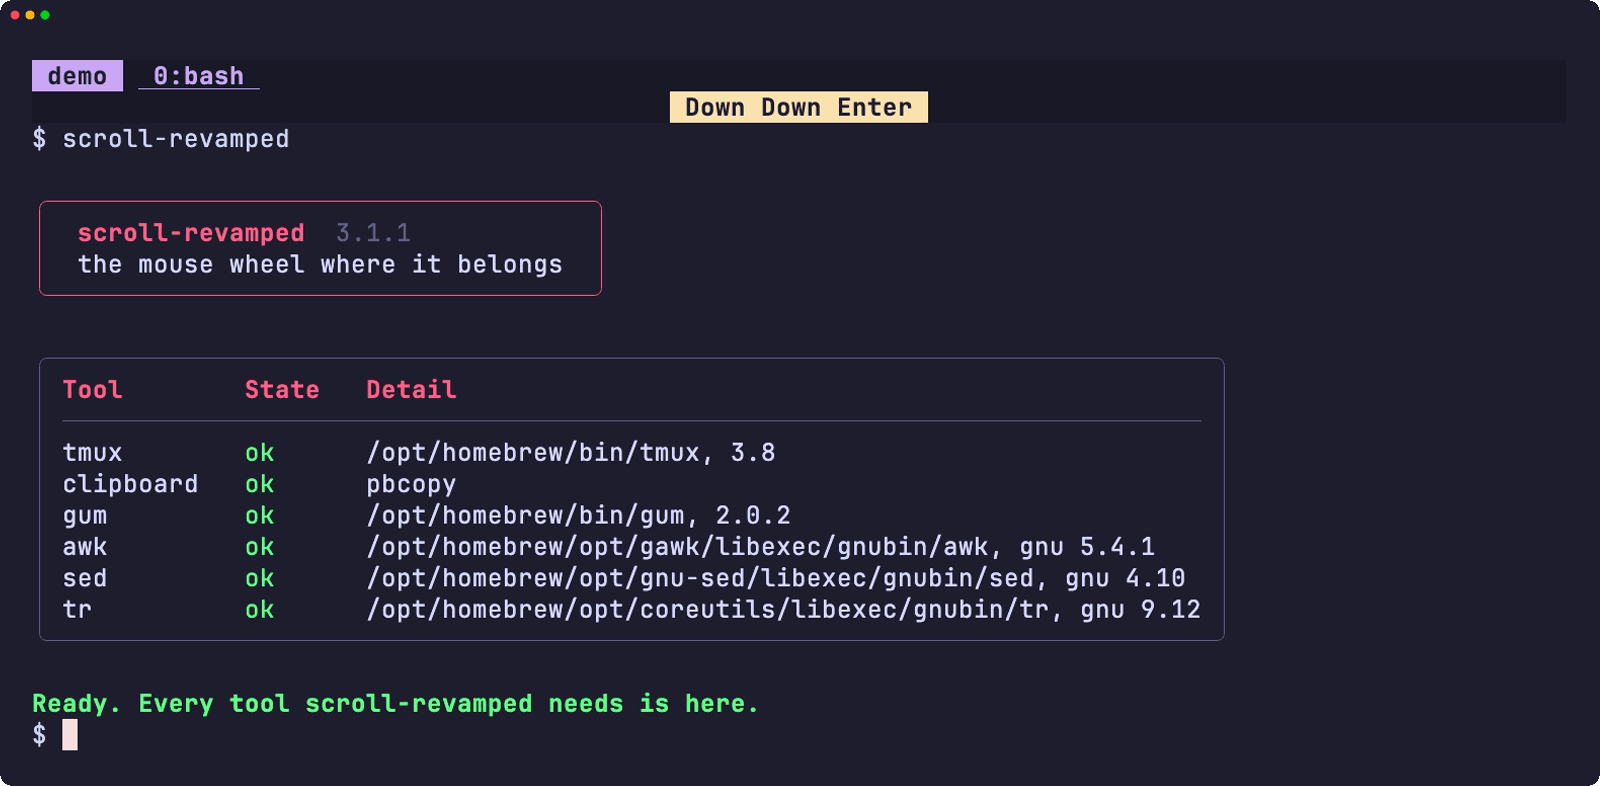 demo 0:bash
Down Down Enter
$ scroll-revamped
scroll-revamped 3.1.1
the mouse wheel where it belongs
Tool State Detail
tmux ok /opt/homebrew/bin/tmux, 3.8
clipboard ok pbcopy
gum ok /opt/homebrew/bin/gum, 2.0.2
awk ok /opt/homebrew/opt/gawk/libexec/gnubin/awk, gnu 5.4.1
sed ok /opt/homebrew/opt/gnu-sed/libexec/gnubin/sed, gnu 4.10
tr ok /opt/homebrew/opt/coreutils/libexec/gnubin/tr, gnu 9.12
Ready. Every tool scroll-revamped needs is here.
$